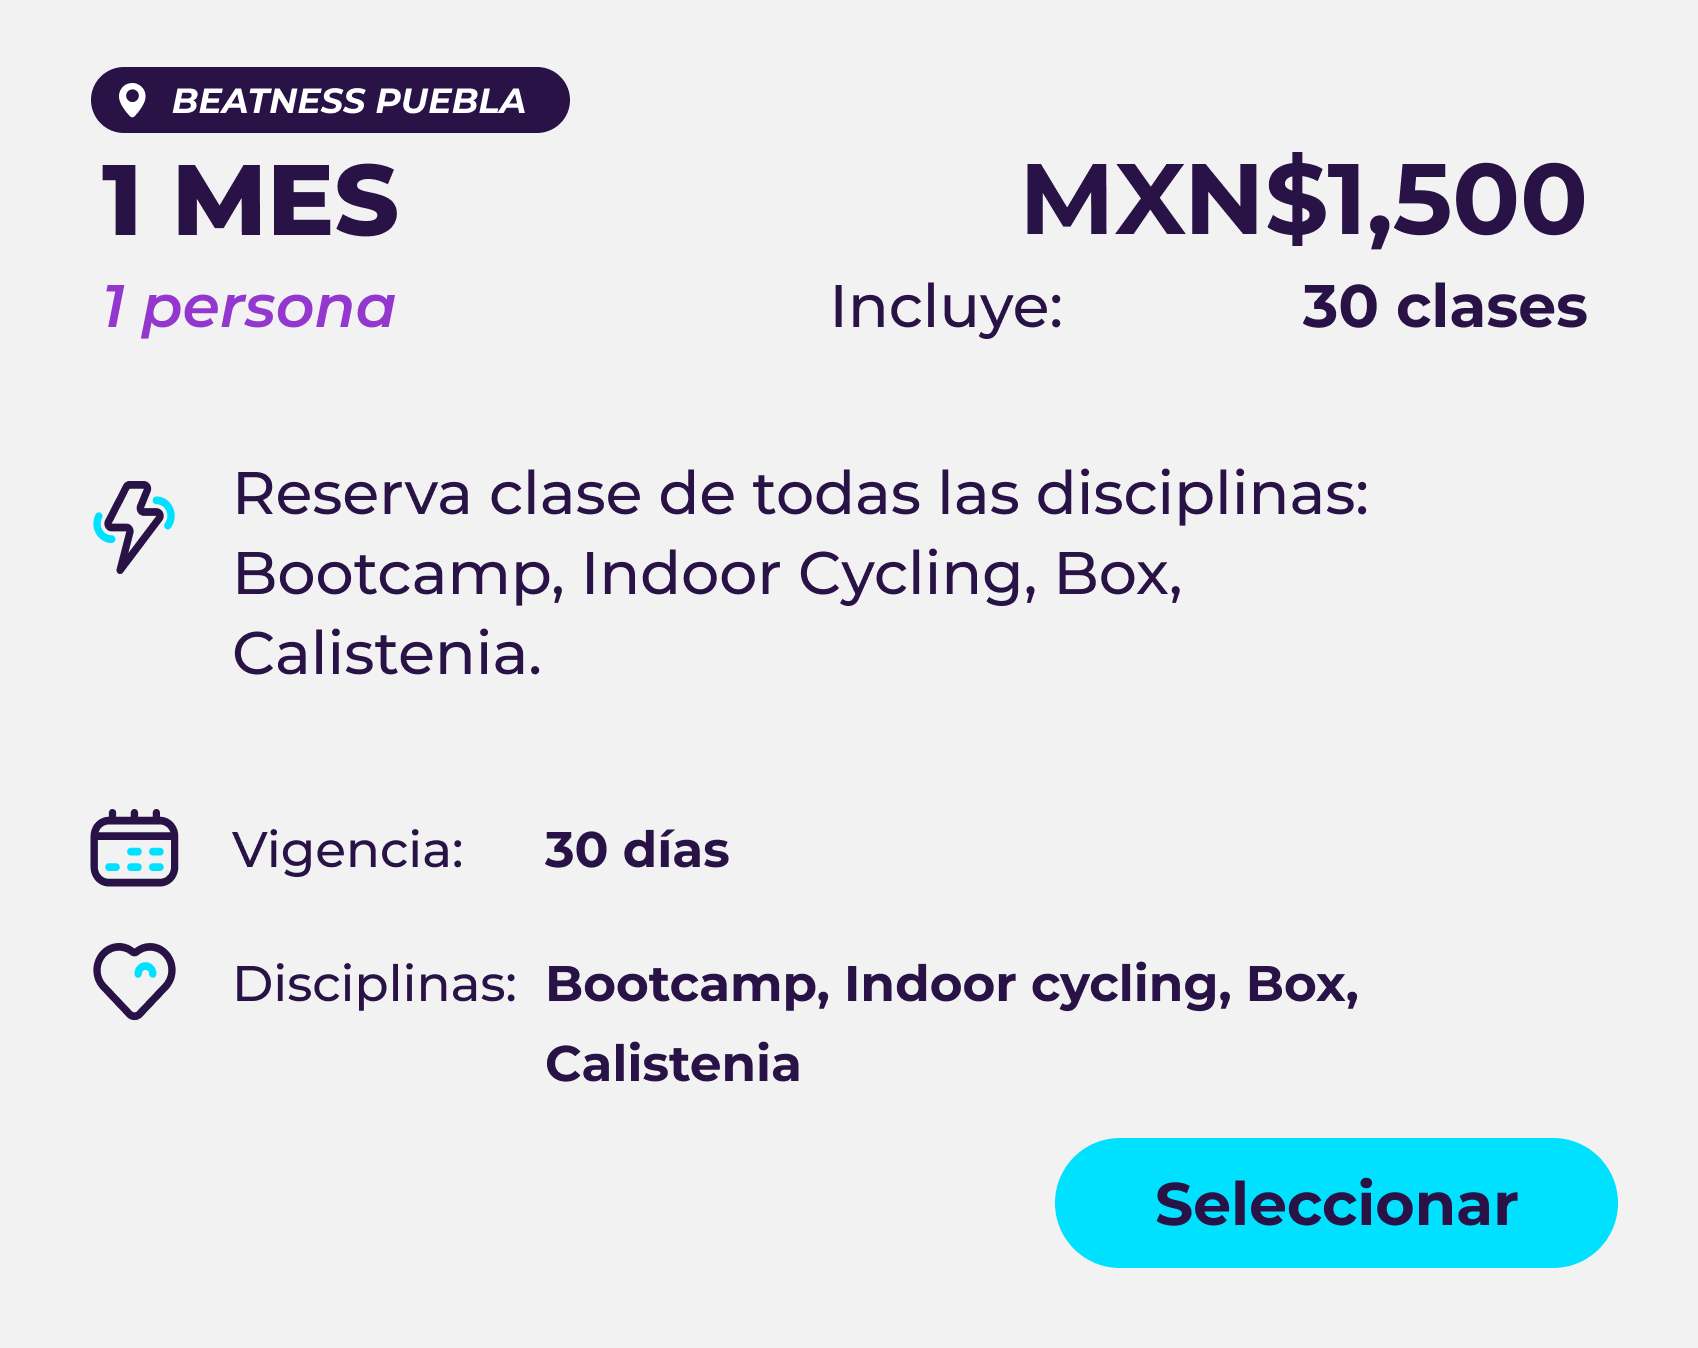 BEATNESS PUEBLA
1 MES
MXN$1,500
1 persona
Incluye: 30 clases
Reserva clase de todas las disciplinas:
Bootcamp, Indoor Cycling, Box,
Calistenia.
Vigencia: 30 días
Disciplinas: Bootcamp, Indoor cycling, Box,
Calistenia
Seleccionar